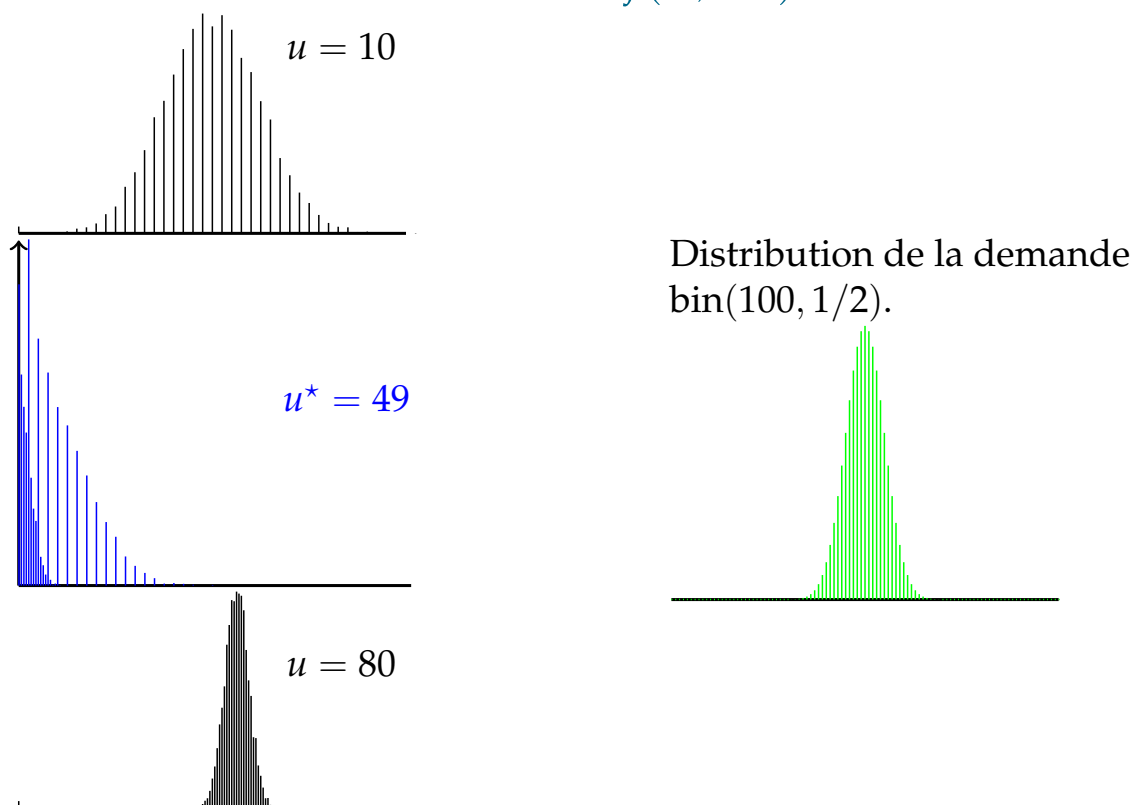 u = 10
u⋆ = 49
u = 80
Distribution de la demande
bin(100, 1/2).